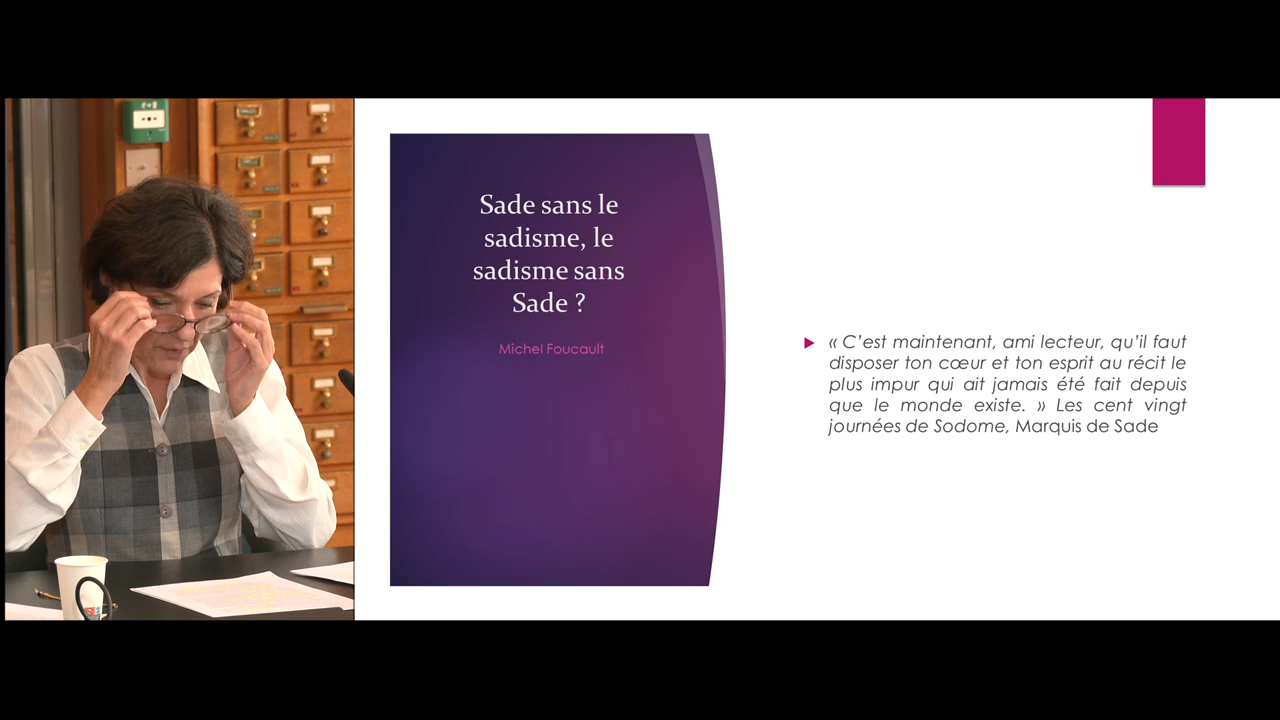 Sade sans le
sadisme, le
sadisme sans
Sade ?
Michel Foucault
« C’est maintenant, ami lecteur, qu’il faut
disposer ton cœur et ton esprit au récit le
plus impur qui ait jamais été fait depuis
que le monde existe. » Les cent vingt
journées de Sodome, Marquis de Sade